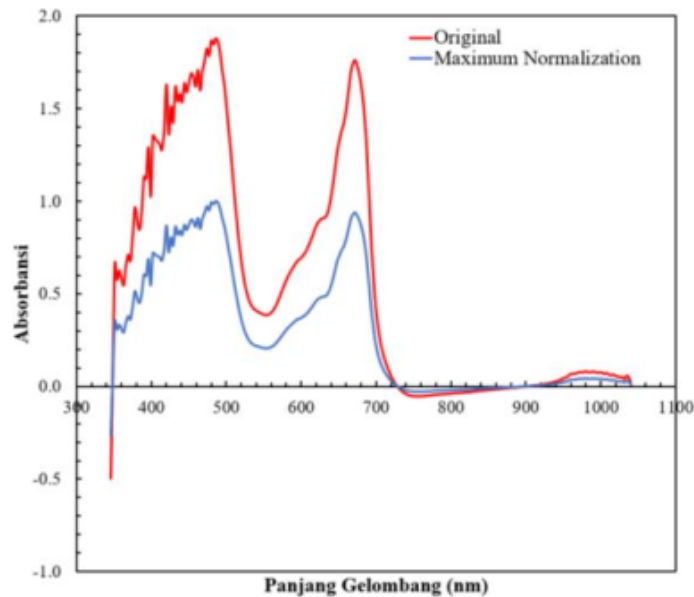 2.0
Original
Maximum Normalization
1.5
1.0
0.5
0.0
300 400 500 600 700 800 900 1000 1100
-0.5
-1.0
Absorbansi
Panjang Gelombang (nm)